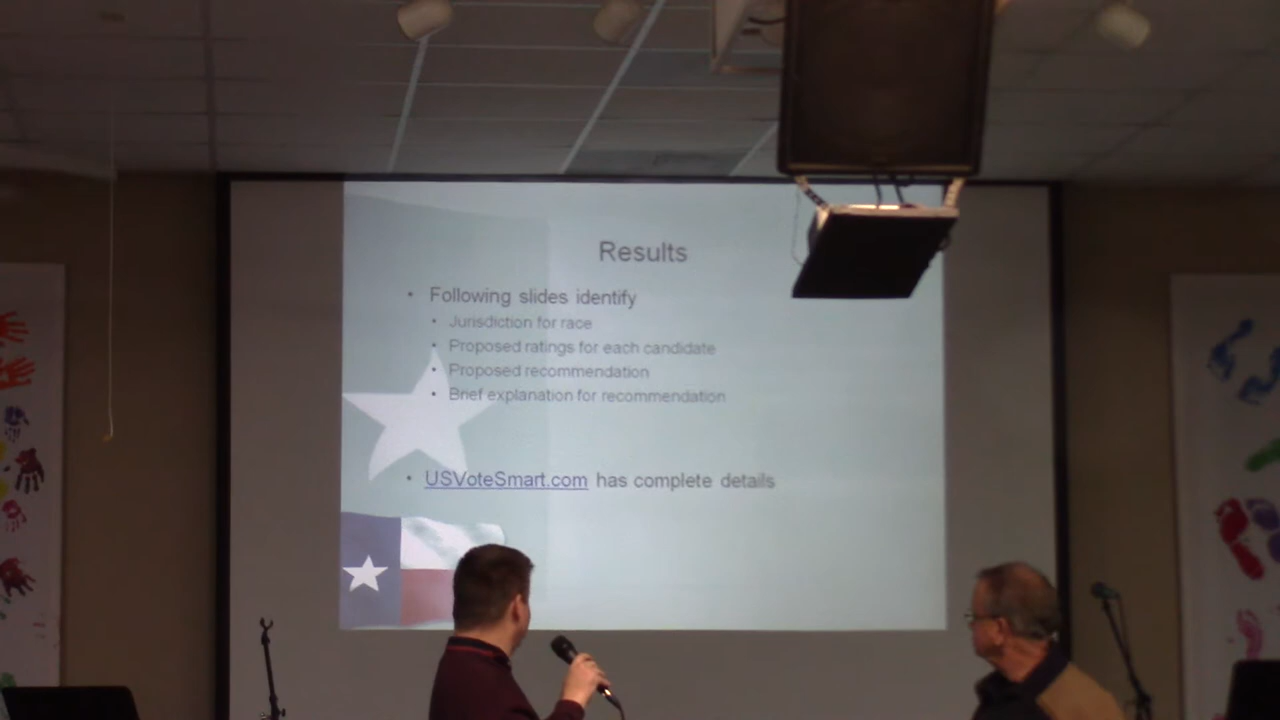 Results
• Following slides identify
• Jurisdiction for race
• Proposed ratings for each candidate
• Proposed recommendation
• Brief explanation for recommendation
• USVoteSmart.com has complete details